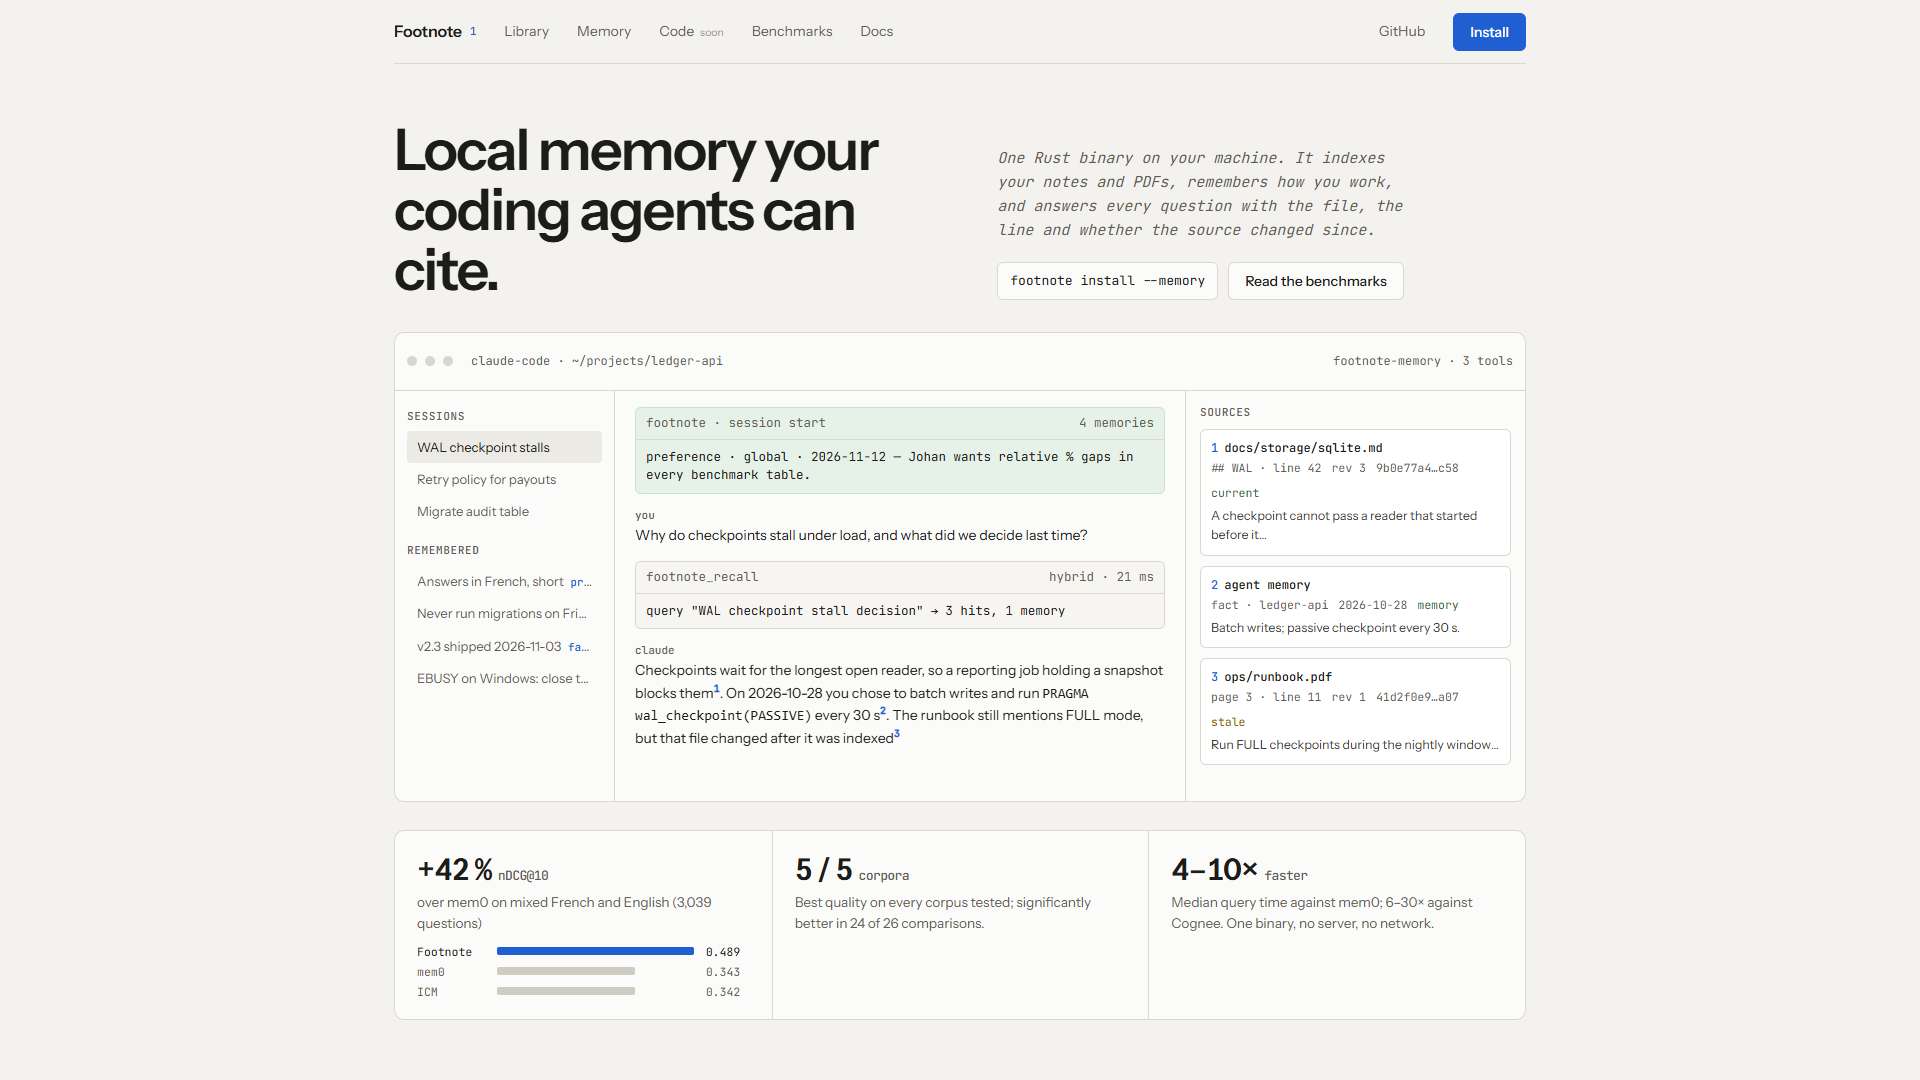 Footnote 1 Library Memory Code soon Benchmarks Docs GitHub Install
Local memory your
coding agents can
cite.
One Rust binary on your machine. It indexes
your notes and PDFs, remembers how you work,
and answers every question with the file, the
line and whether the source changed since.
footnote install --memory Read the benchmarks
claude-code · ~/projects/ledger-api footnote-memory · 3 tools
SESSIONS
WAL checkpoint stalls
Retry policy for payouts
Migrate audit table
REMEMBERED
Answers in French, short pr…
Never run migrations on Fri…
v2.3 shipped 2026-11-03 fa…
EBUSY on Windows: close t…
footnote · session start 4 memories
preference · global · 2026-11-12 — Johan wants relative % gaps in
every benchmark table.
you
Why do checkpoints stall under load, and what did we decide last time?
footnote_recall hybrid · 21 ms
query "WAL checkpoint stall decision" → 3 hits, 1 memory
claude
Checkpoints wait for the longest open reader, so a reporting job holding a snapshot
blocks them1. On 2026-10-28 you chose to batch writes and run PRAGMA
wal_checkpoint(PASSIVE) every 30 s2. The runbook still mentions FULL mode,
but that file changed after it was indexed3
SOURCES
1 docs/storage/sqlite.md
## WAL · line 42 rev 3 9b0e77a4…c58
current
A checkpoint cannot pass a reader that started
before it…
2 agent memory
fact · ledger-api 2026-10-28 memory
Batch writes; passive checkpoint every 30 s.
3 ops/runbook.pdf
page 3 · line 11 rev 1 41d2f0e9…a07
stale
Run FULL checkpoints during the nightly window…
+42 % nDCG@10
over mem0 on mixed French and English (3,039
questions)
Footnote 0.489
mem0 0.343
ICM 0.342
5 / 5 corpora
Best quality on every corpus tested; significantly
better in 24 of 26 comparisons.
4–10× faster
Median query time against mem0; 6–30× against
Cognee. One binary, no server, no network.